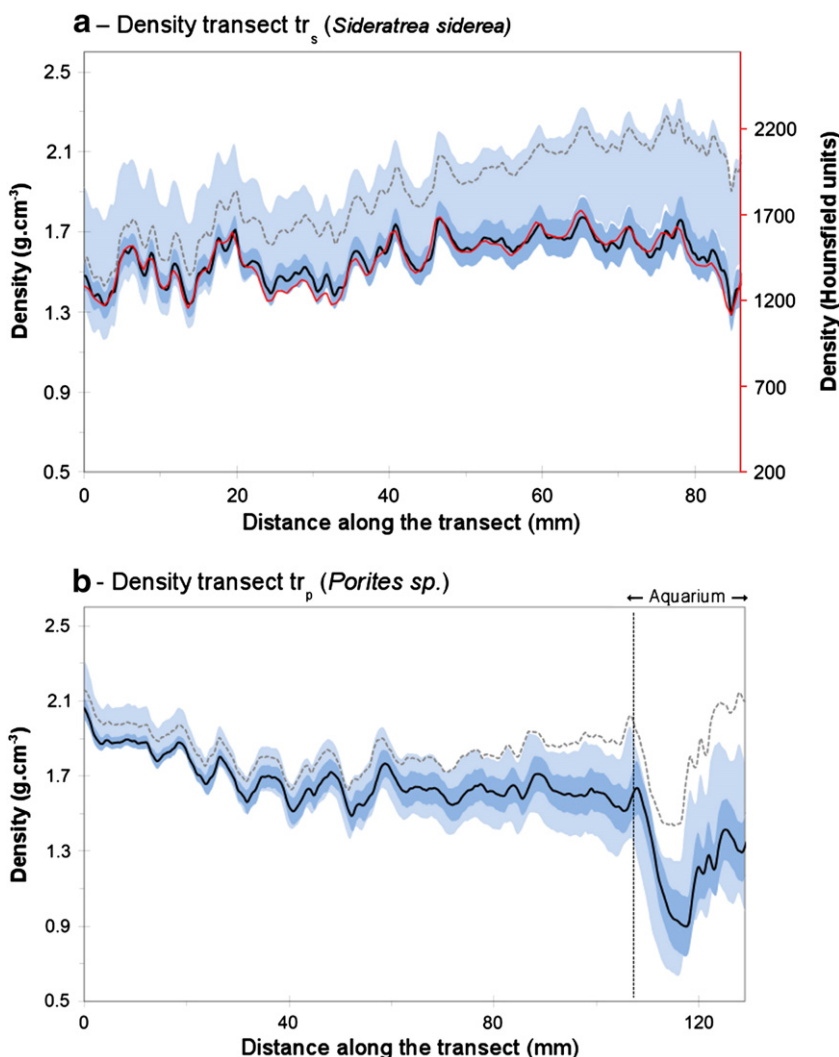 a – Density transect trs (Sideratrea siderea)
2.5
2.1
1.7
1.3
0.9
0.5
Density (g.cm-3)
2200
1700
1200
700
200
Density (Hounsfield units)
0 20 40 60 80
Distance along the transect (mm)
b - Density transect trp (Porites sp.)
Aquarium
2.5
2.1
1.7
1.3
0.9
0.5
Density (g.cm-3)
0 40 80 120
Distance along the transect (mm)